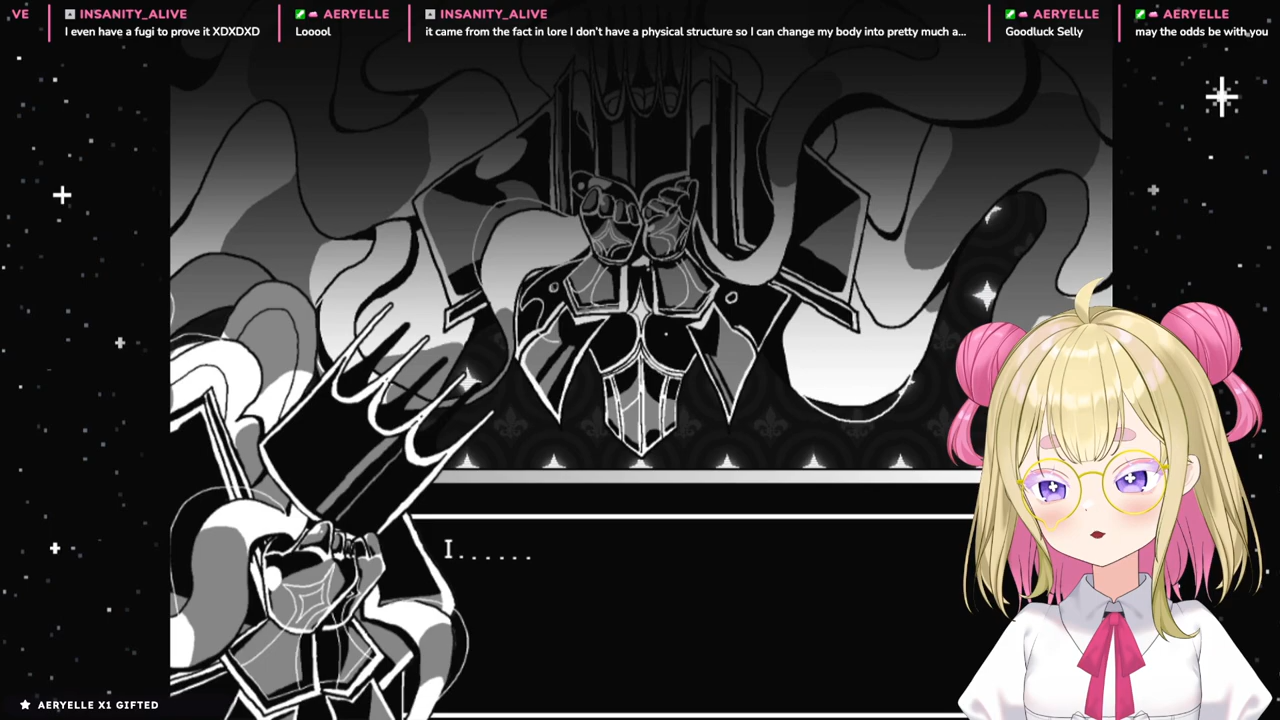 VE
INSANITY_ALIVE
I even have a fugi to prove it XDXDXD
AERYELLE
Looool
INSANITY_ALIVE
it came from the fact in lore I don't have a physical structure so I can change my body into pretty much a...
AERYELLE
Goodluck Selly
AERYELLE
may the odds be with you
I......
AERYELLE X1 GIFTED